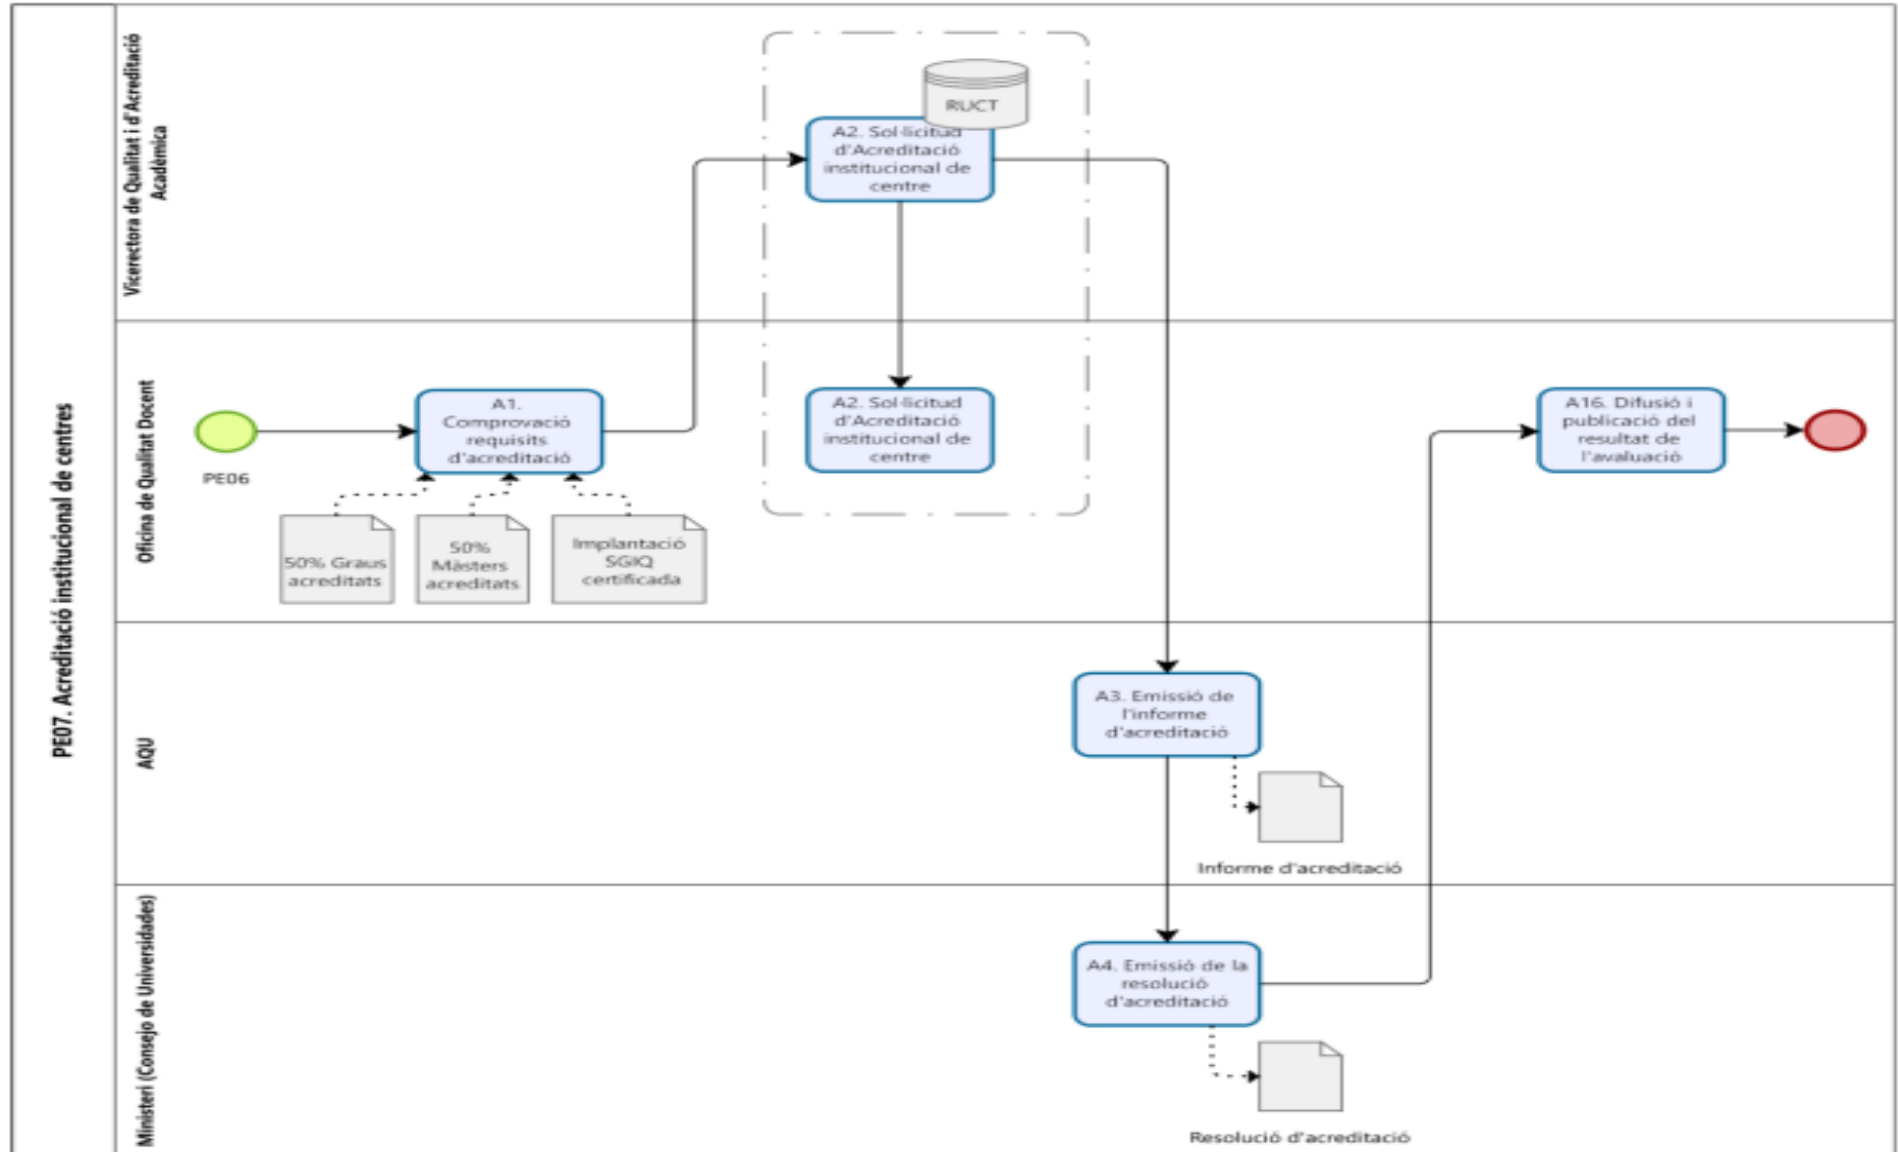 PE07. Acreditació institucional de centres
Vicerectora de Qualitat i d'Acreditació
Acadèmica
RUCT
A2. Sol·licitud
d'Acreditació
institucional de
centre
Oficina de Qualitat Docent
PE06
A1.
Comprovació
requisits
d'acreditació
50% Graus
acreditats
50%
Màsters
acreditats
Implantació
SGIQ
certificada
A2. Sol·licitud
d'Acreditació
institucional de
centre
A16. Difusió i
publicació del
resultat de
l'avaluació
AQU
A3. Emissió de
l'informe
d'acreditació
Informe d'acreditació
Ministeri (Consejo de Universidades)
A4. Emissió de la
resolució
d'acreditació
Resolució d'acreditació